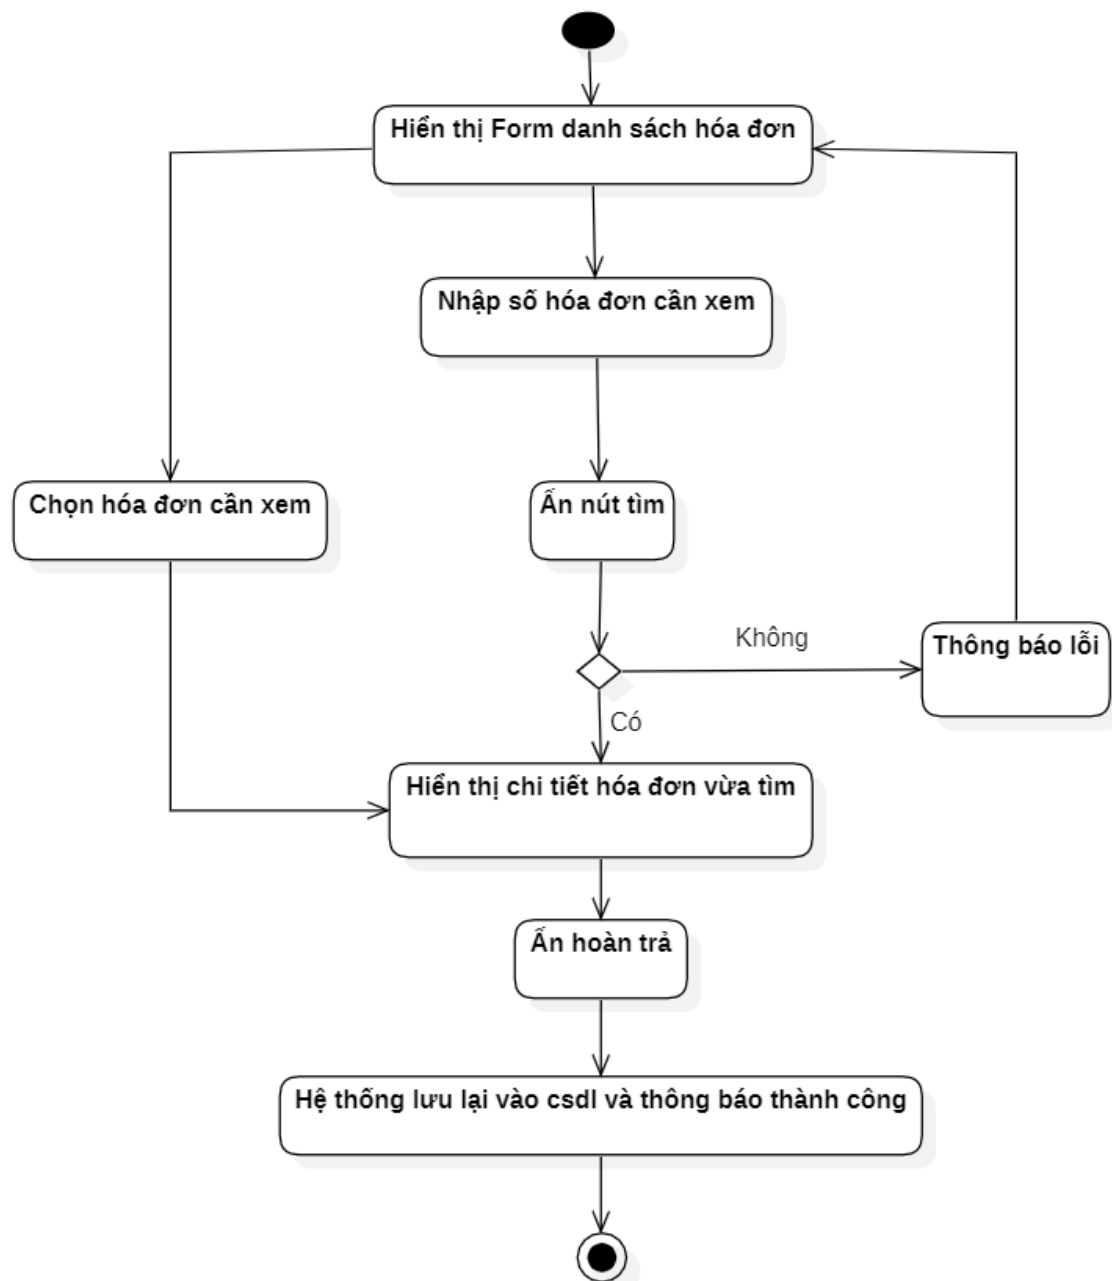 Hiển thị Form danh sách hóa đơn
Nhập số hóa đơn cần xem
Chọn hóa đơn cần xem
Ấn nút tìm
Không
Thông báo lỗi
Có
Hiển thị chi tiết hóa đơn vừa tìm
Ấn hoàn trả
Hệ thống lưu lại vào csdl và thông báo thành công